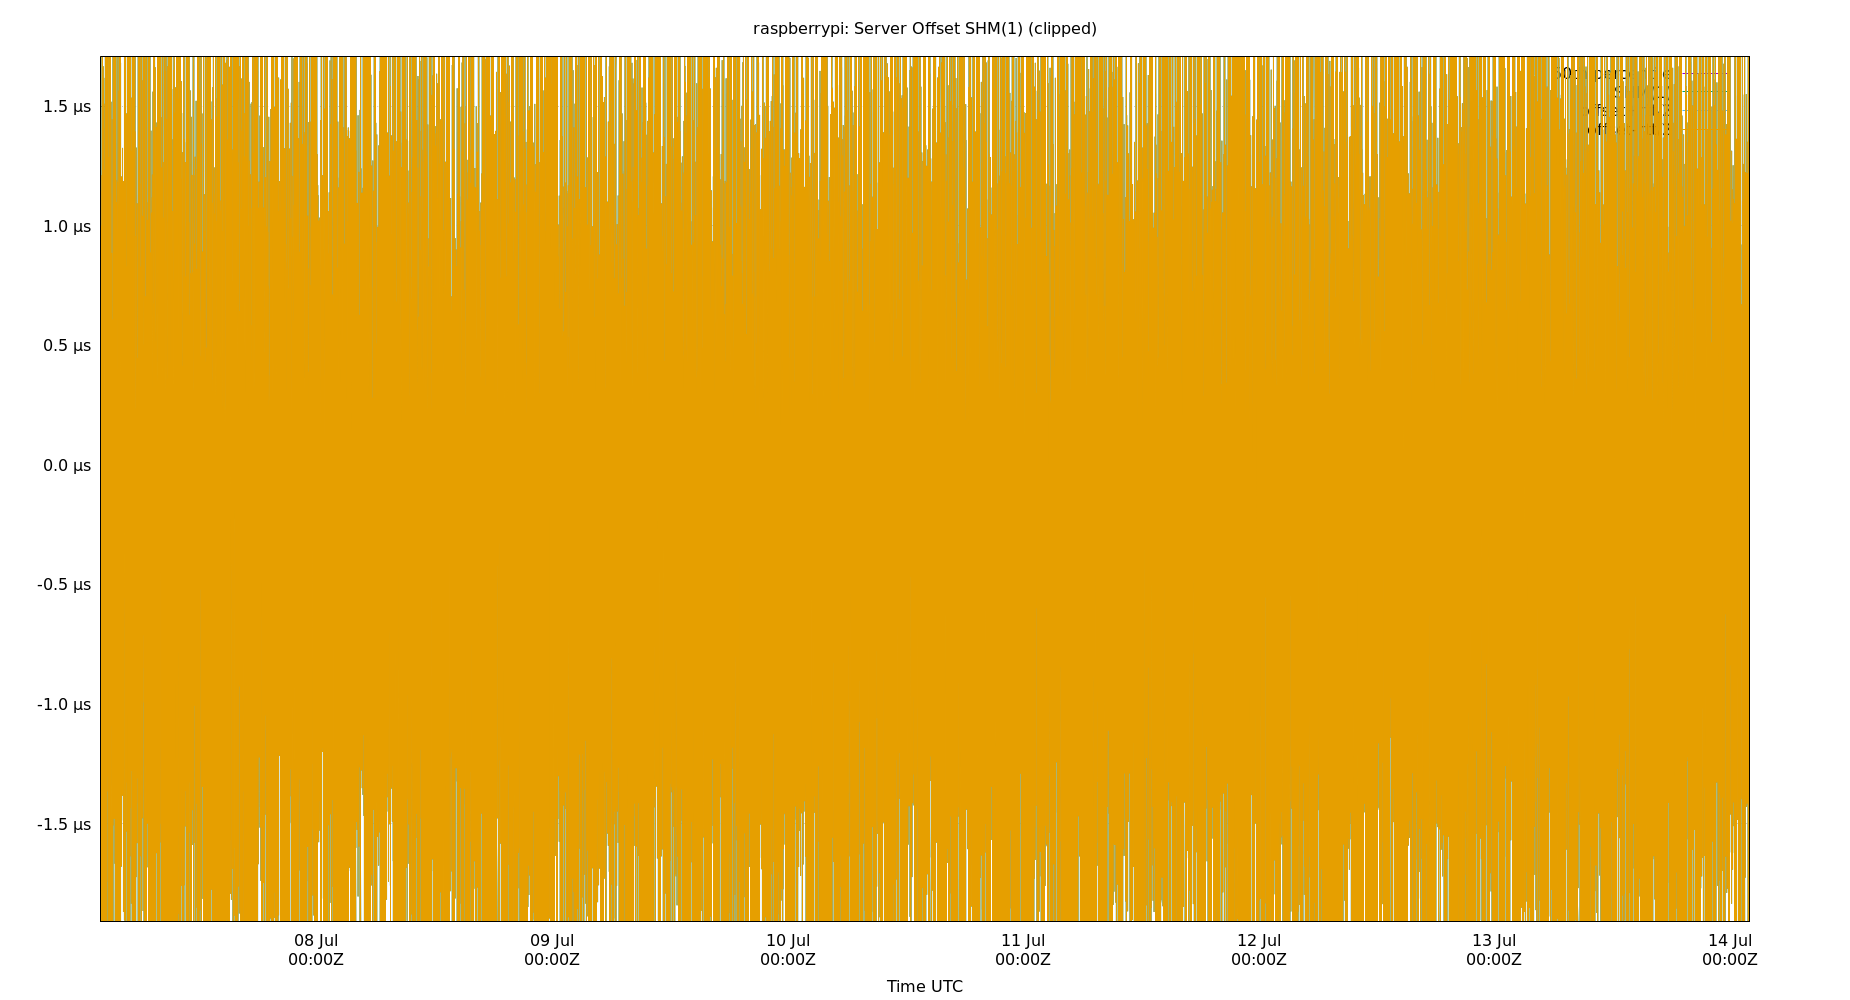 raspberrypi: Server Offset SHM(1) (clipped)
1.5 µs
1.0 µs
0.5 µs
0.0 µs
-0.5 µs
-1.0 µs
-1.5 µs
08 Jul 09 Jul 10 Jul 11 Jul 12 Jul 13 Jul 14 Jul
00:00Z 00:00Z 00:00Z 00:00Z 00:00Z 00:00Z 00:00Z
Time UTC